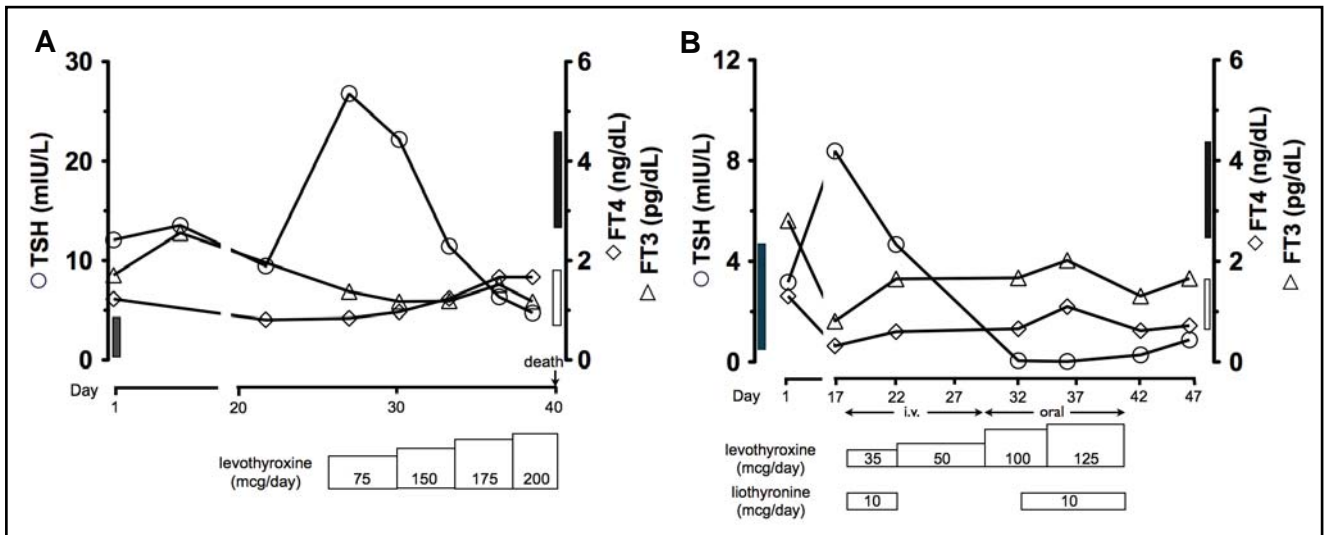 A
30
20
10
0
TSH (mIU/L)
6
4
2
0
FT4 (ng/dL)
FT3 (pg/dL)
death
Day
1
20
30
40
levothyroxine
(mcg/day)
75
150
175
200
B
12
8
4
0
TSH (mIU/L)
6
4
2
0
FT4 (ng/dL)
FT3 (pg/dL)
Day
1
17
22
27
32
37
42
47
i.v.
oral
levothyroxine
(mcg/day)
35
50
100
125
liothyronine
(mcg/day)
10
10